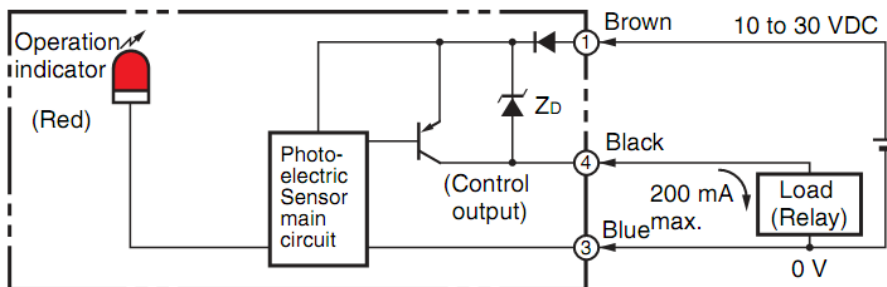 Operation
indicator
(Red)
Photo-
electric
Sensor
main
circuit
ZD
(Control
output)
1
Brown
10 to 30 VDC
4
Black
200 mA
max.
Load
(Relay)
3
Blue
0 V